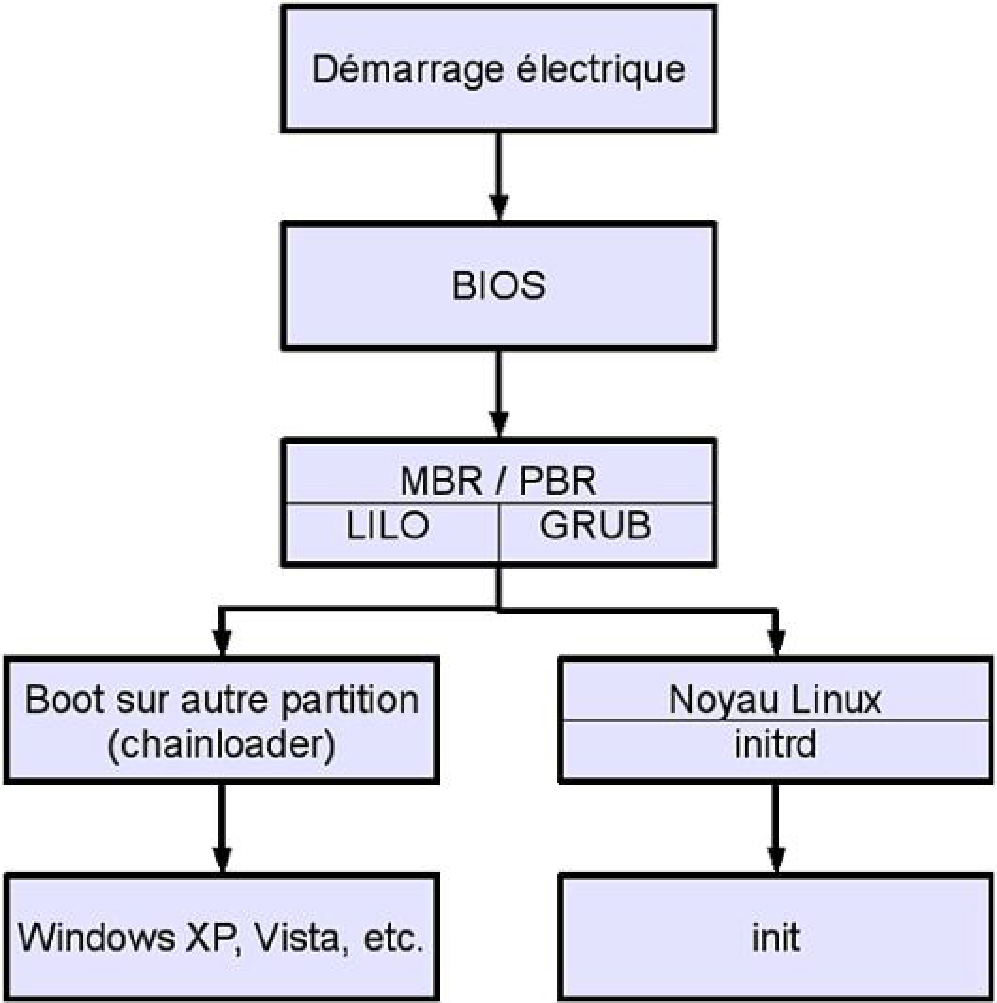 Démarrage électrique
BIOS
MBR / PBR
LILO
GRUB
Boot sur autre partition
(chainloader)
Noyau Linux
initrd
Windows XP, Vista, etc.
init